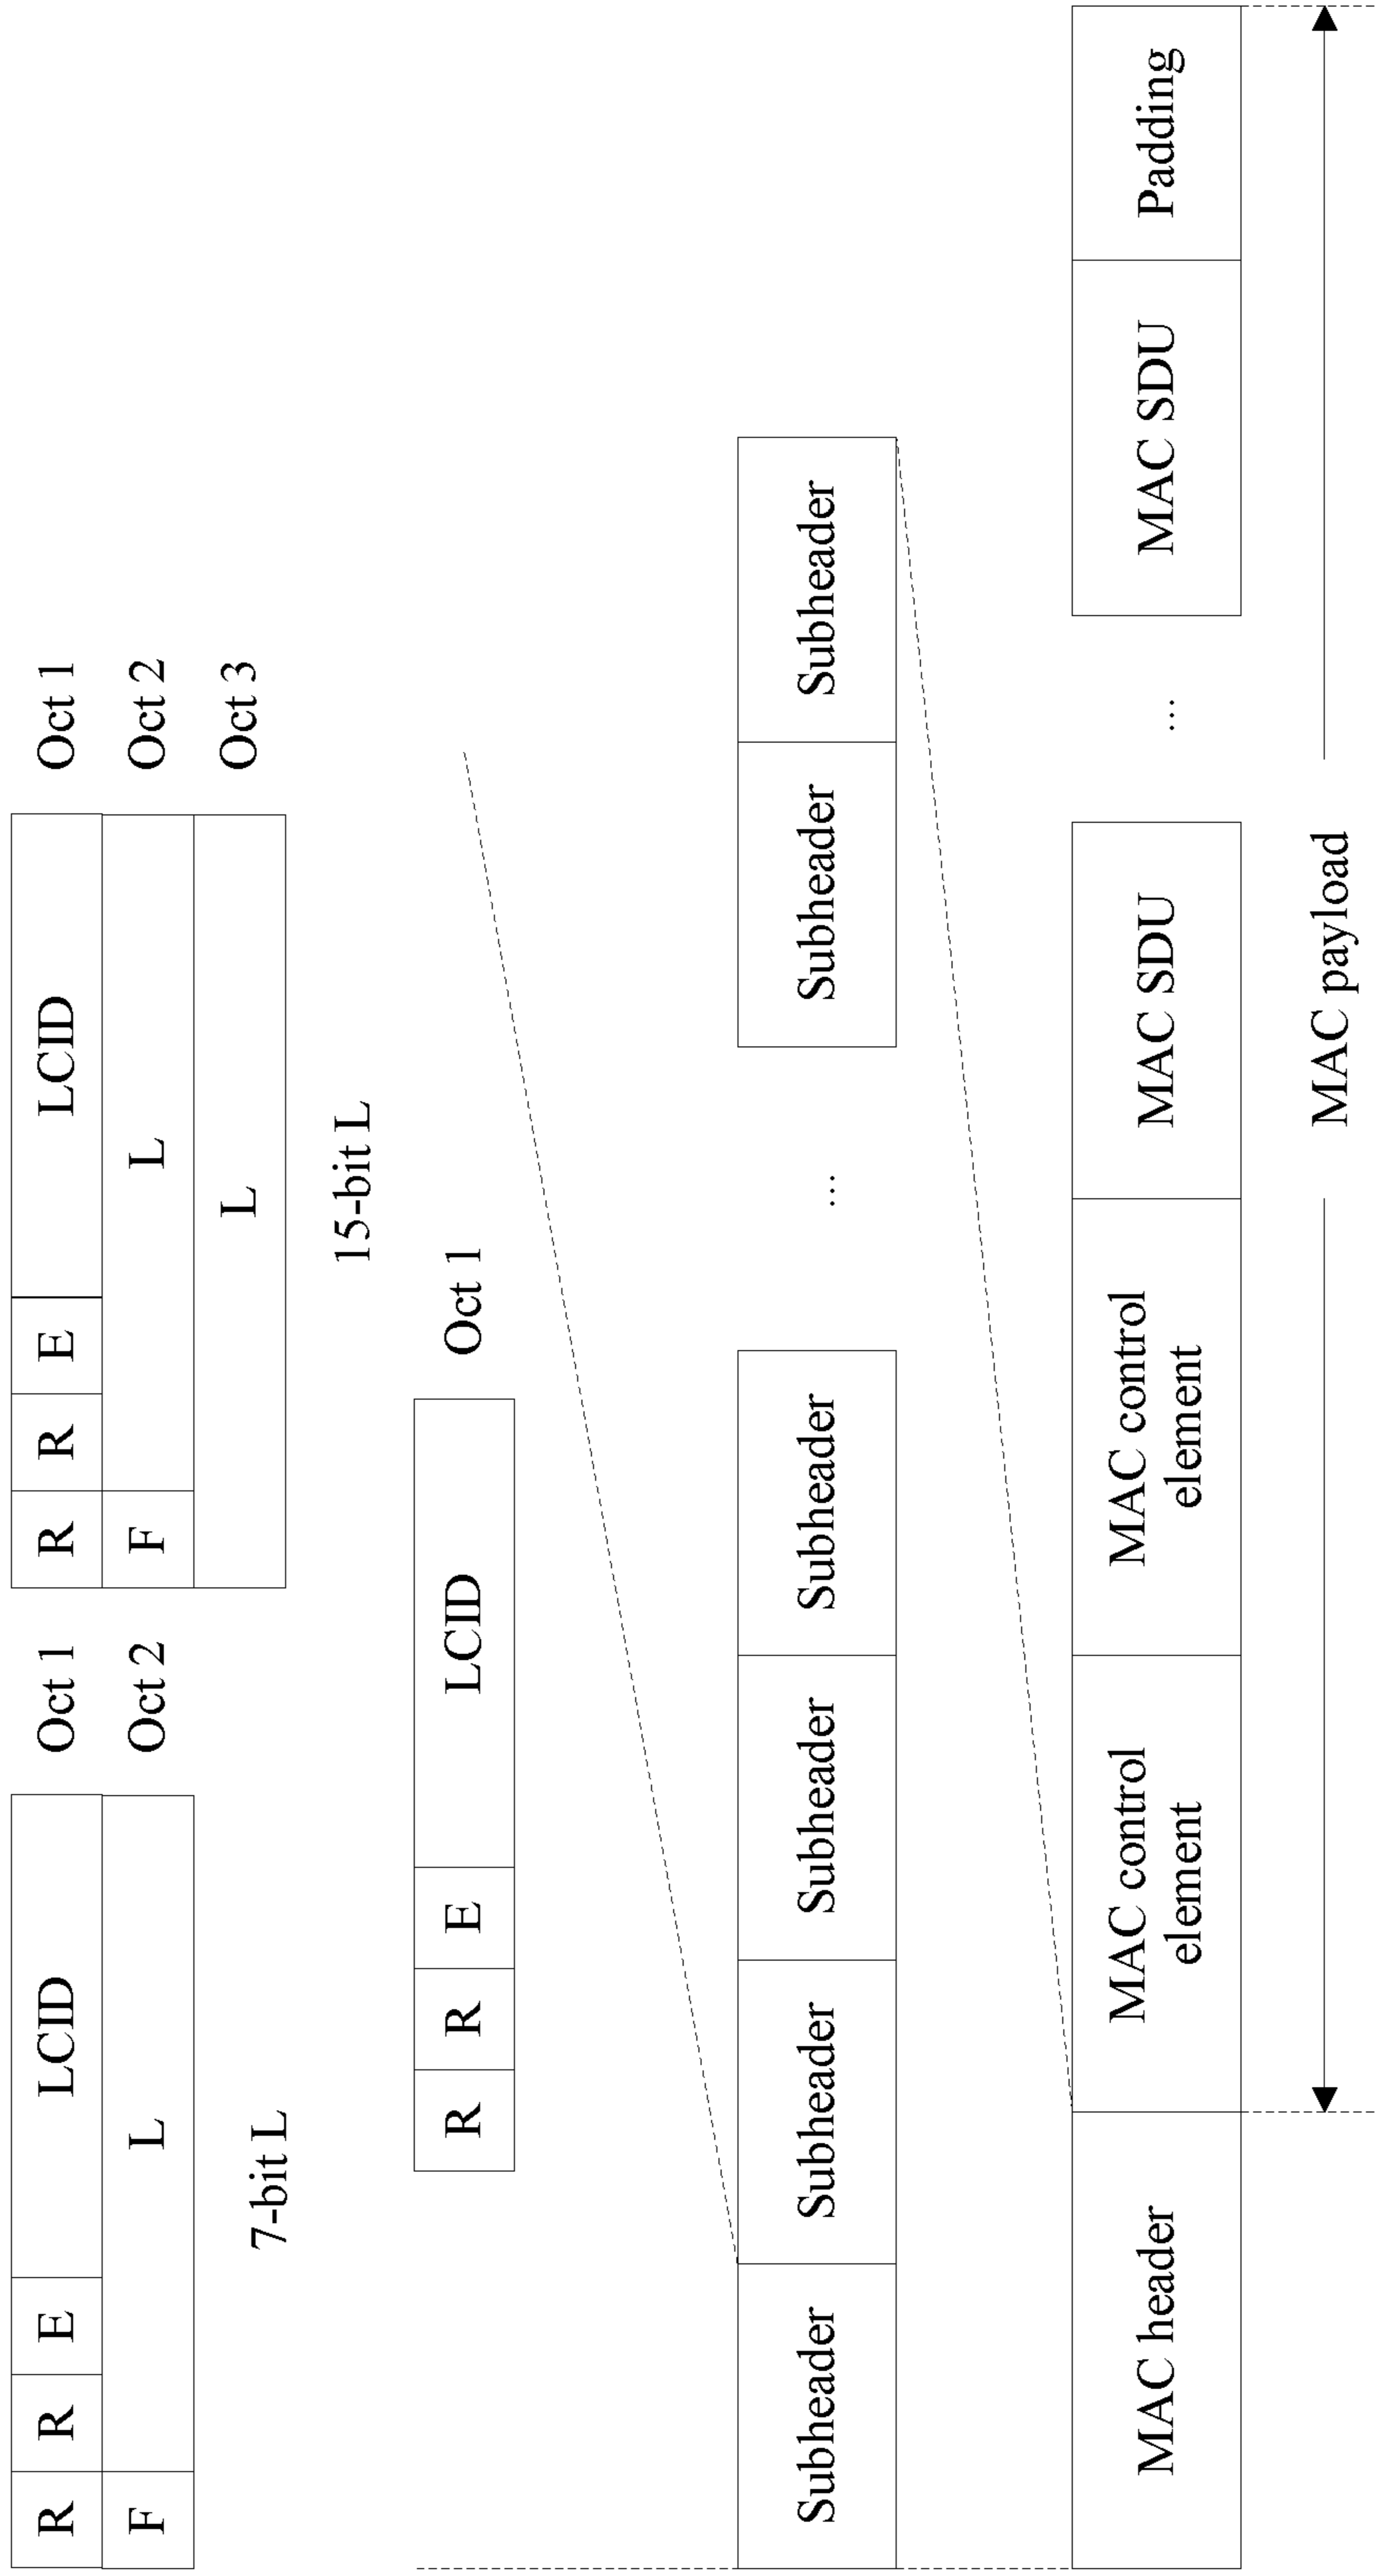 R R E LCID Oct 1
F L Oct 2
7-bit L
R R E LCID Oct 1
F L Oct 2
L Oct 3
15-bit L
R R E LCID Oct 1
Subheader Subheader Subheader Subheader ... Subheader Subheader
MAC header MAC control element MAC control element MAC SDU ... MAC SDU Padding
MAC payload